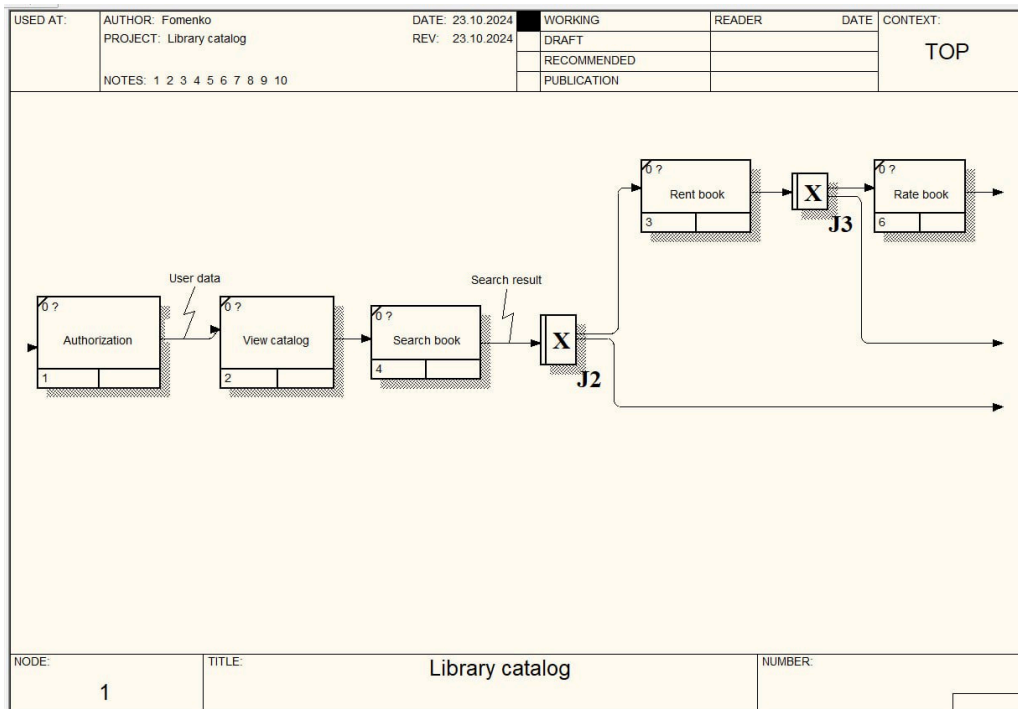 USED AT:
AUTHOR: Fomenko
DATE: 23.10.2024
WORKING
READER
DATE
CONTEXT:
PROJECT: Library catalog
REV: 23.10.2024
DRAFT
TOP
RECOMMENDED
NOTES: 1 2 3 4 5 6 7 8 9 10
PUBLICATION
0 ?
Rent book
3
X
J3
0 ?
Rate book
6
User data
Search result
0 ?
Authorization
1
0 ?
View catalog
2
0 ?
Search book
4
X
J2
NODE:
1
TITLE:
Library catalog
NUMBER: